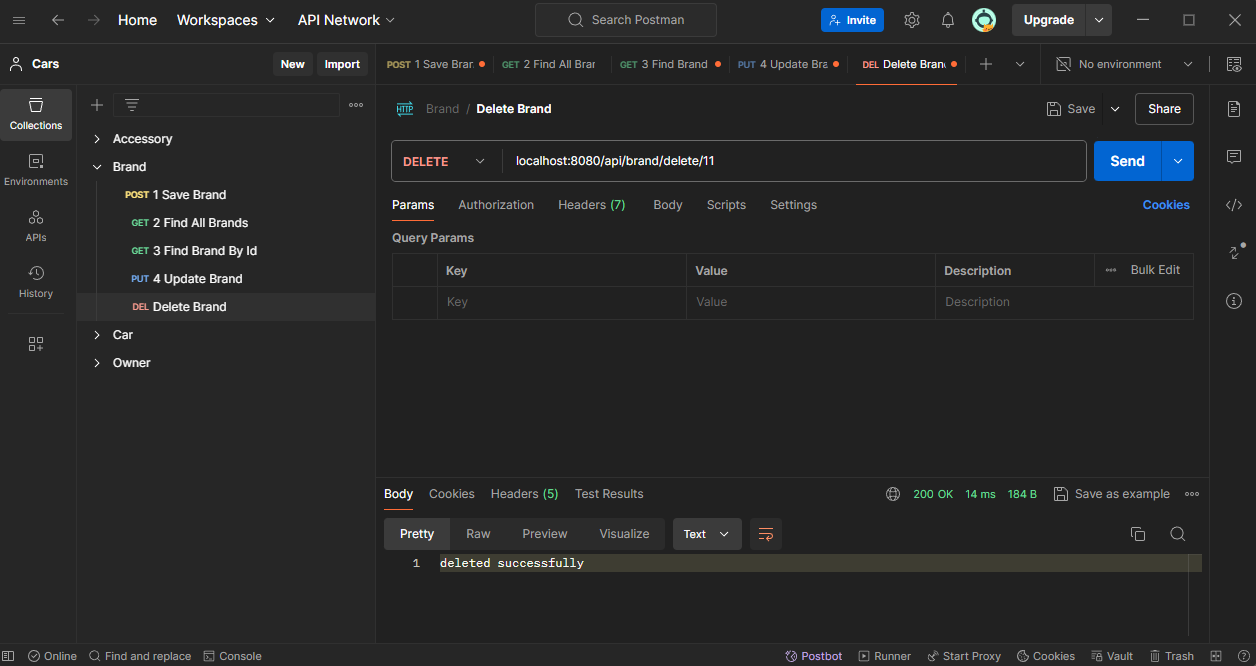 Home Workspaces API Network Search Postman Invite Upgrade
Cars New Import POST 1 Save Bran GET 2 Find All Bran GET 3 Find Brand PUT 4 Update Bra DEL Delete Bran No environment
Collections
Environments
APIs
History
Accessory
Brand
POST 1 Save Brand
GET 2 Find All Brands
GET 3 Find Brand By Id
PUT 4 Update Brand
DEL Delete Brand
Car
Owner
HTTP Brand / Delete Brand Save Share
DELETE localhost:8080/api/brand/delete/11 Send
Params Authorization Headers (7) Body Scripts Settings Cookies
Query Params
Key Value Description Bulk Edit
Key Value Description
Body Cookies Headers (5) Test Results 200 OK 14 ms 184 B Save as example
Pretty Raw Preview Visualize Text
1 deleted successfully
Online Find and replace Console Postbot Runner Start Proxy Cookies Vault Trash